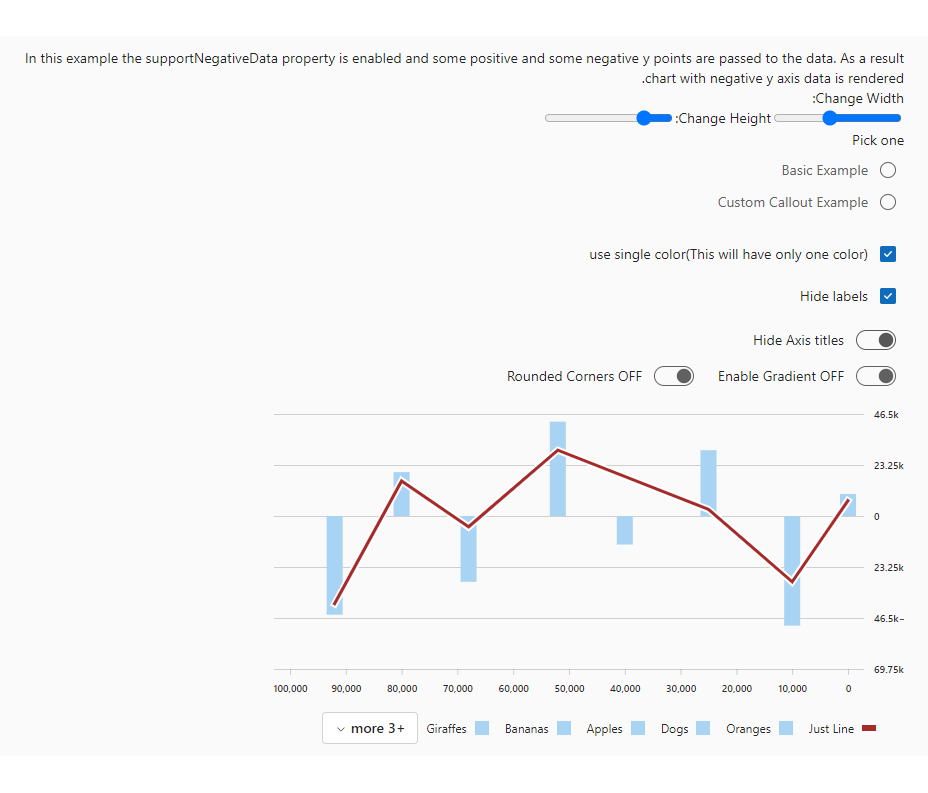 In this example the supportNegativeData property is enabled and some positive and some negative y points are passed to the data. As a result
.chart with negative y axis data is rendered
:Change Width
:Change Height
Pick one
Basic Example
Custom Callout Example
use single color(This will have only one color)
Hide labels
Hide Axis titles
Rounded Corners OFF Enable Gradient OFF
46.5k
23.25k
0
23.25k
46.5k–
69.75k
100,000 90,000 80,000 70,000 60,000 50,000 40,000 30,000 20,000 10,000 0
more 3+ Giraffes Bananas Apples Dogs Oranges Just Line